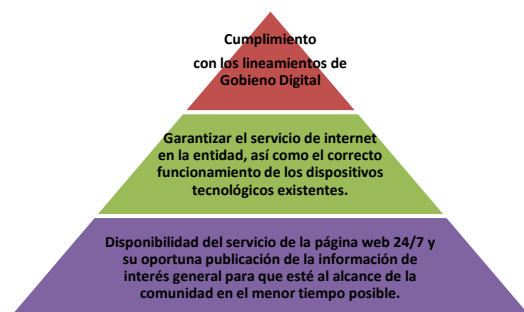 Cumplimiento
con los lineamientos de
Gobieno Digital
Garantizar el servicio de internet
en la entidad, así como el correcto
funcionamiento de los dispositivos
tecnológicos existentes.
Disponibilidad del servicio de la página web 24/7 y
su oportuna publicación de la información de
interés general para que esté al alcance de la
comunidad en el menor tiempo posible.